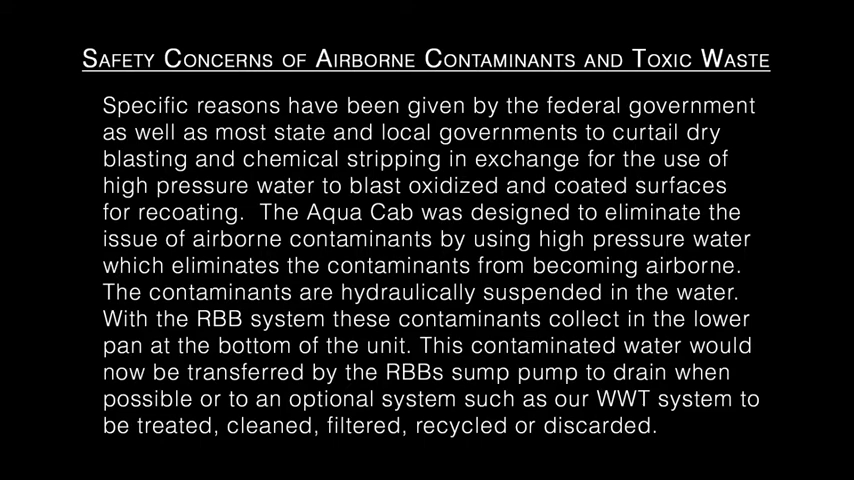 Safety Concerns of Airborne Contaminants and Toxic Waste
Specific reasons have been given by the federal government
as well as most state and local governments to curtail dry
blasting and chemical stripping in exchange for the use of
high pressure water to blast oxidized and coated surfaces
for recoating.  The Aqua Cab was designed to eliminate the
issue of airborne contaminants by using high pressure water
which eliminates the contaminants from becoming airborne.
The contaminants are hydraulically suspended in the water.
With the RBB system these contaminants collect in the lower
pan at the bottom of the unit. This contaminated water would
now be transferred by the RBBs sump pump to drain when
possible or to an optional system such as our WWT system to
be treated, cleaned, filtered, recycled or discarded.